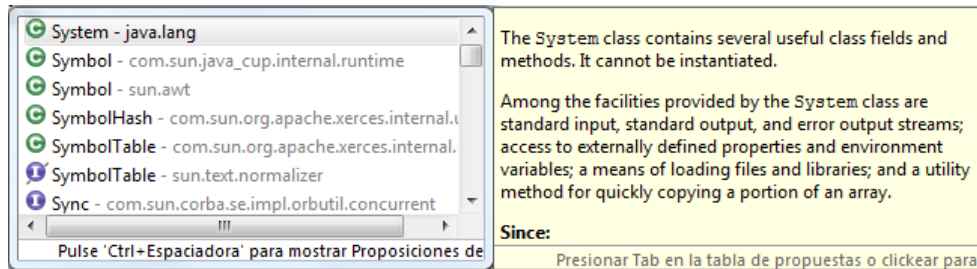 System - java.lang
Symbol - com.sun.java_cup.internal.runtime
Symbol - sun.awt
SymbolHash - com.sun.org.apache.xerces.internal.u
SymbolTable - com.sun.org.apache.xerces.internal.
SymbolTable - sun.text.normalizer
Sync - com.sun.corba.se.impl.orbutil.concurrent
Pulse 'Ctrl+Espaciadora' para mostrar Proposiciones de
The System class contains several useful class fields and
methods. It cannot be instantiated.
Among the facilities provided by the System class are
standard input, standard output, and error output streams;
access to externally defined properties and environment
variables; a means of loading files and libraries; and a utility
method for quickly copying a portion of an array.
Since:
Presionar Tab en la tabla de propuestas o clickear para